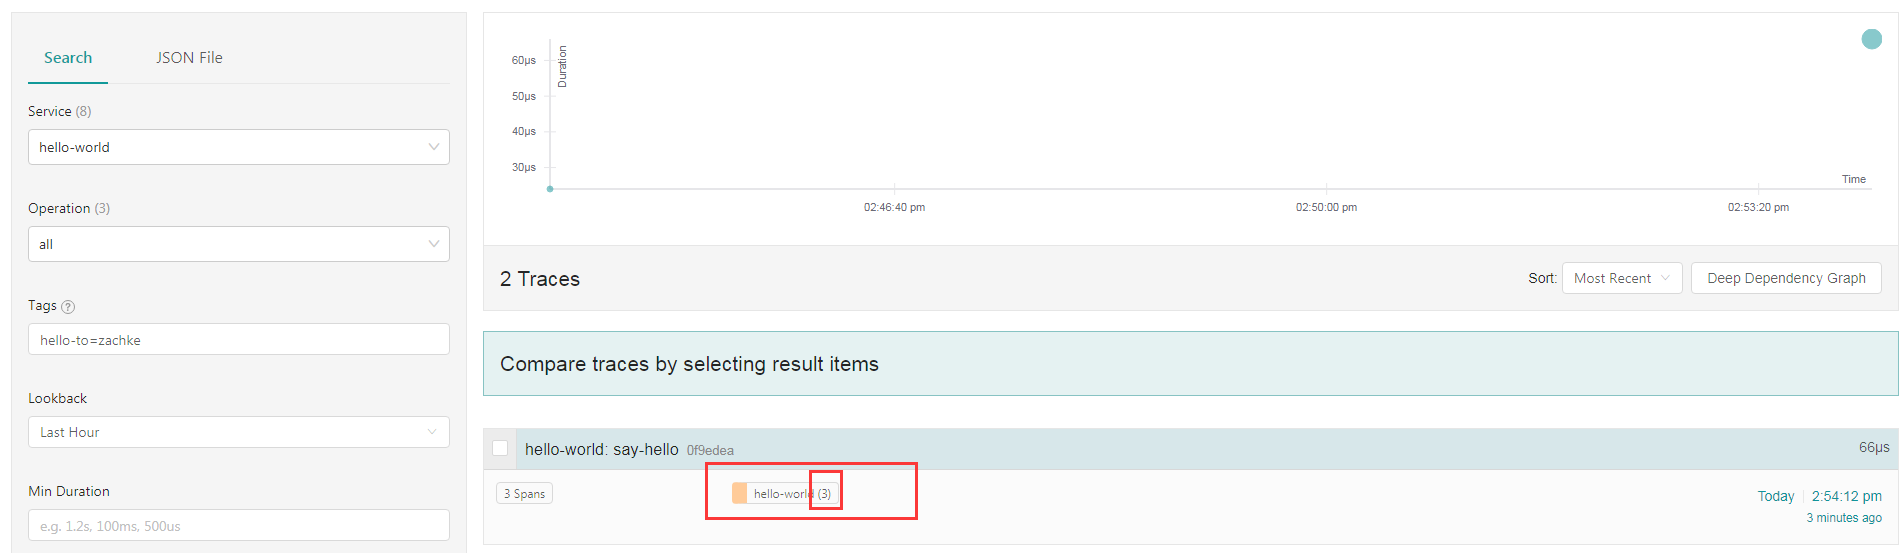 Search JSON File
Service (8)
hello-world
Operation (3)
all
Tags ?
hello-to=zachke
Lookback
Last Hour
Min Duration
e.g. 1.2s, 100ms, 500us
Duration
60μs
50μs
40μs
30μs
Time
02:46:40 pm 02:50:00 pm 02:53:20 pm
2 Traces Sort: Most Recent Deep Dependency Graph
Compare traces by selecting result items
hello-world: say-hello 0f9edea 66μs
3 Spans hello-world (3) Today 2:54:12 pm
3 minutes ago